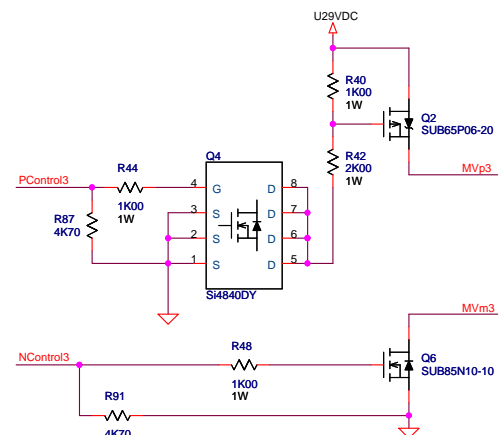 U29VDC
R40
1K00
1W
Q2
SUB65P06-20
R42
2K00
1W
MVp3
Q4
R44
PControl3
4 G D 8
1K00
1W
3 S D 7
R87
4K70
2 S D 6
1 S D 5
Si4840DY
MVm3
R48
NControl3
Q6
SUB85N10-10
1K00
1W
R91
4K70